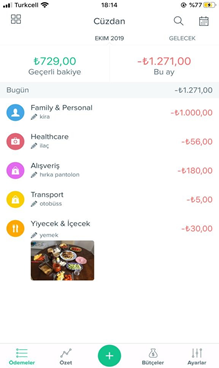 Turkcell 18:14 %77
Cüzdan
EKİM 2019 GELECEK
₺729,00 -₺1.271,00
Geçerli bakiye Bu ay
Bugün -₺1.271,00
Family & Personal
kira -₺1.000,00
Healthcare
ilaç -₺56,00
Alışveriş
hırka pantolon -₺180,00
Transport
otobüss -₺5,00
Yiyecek & İçecek
yemek -₺30,00
Ödemeler Özet Bütçeler Ayarlar